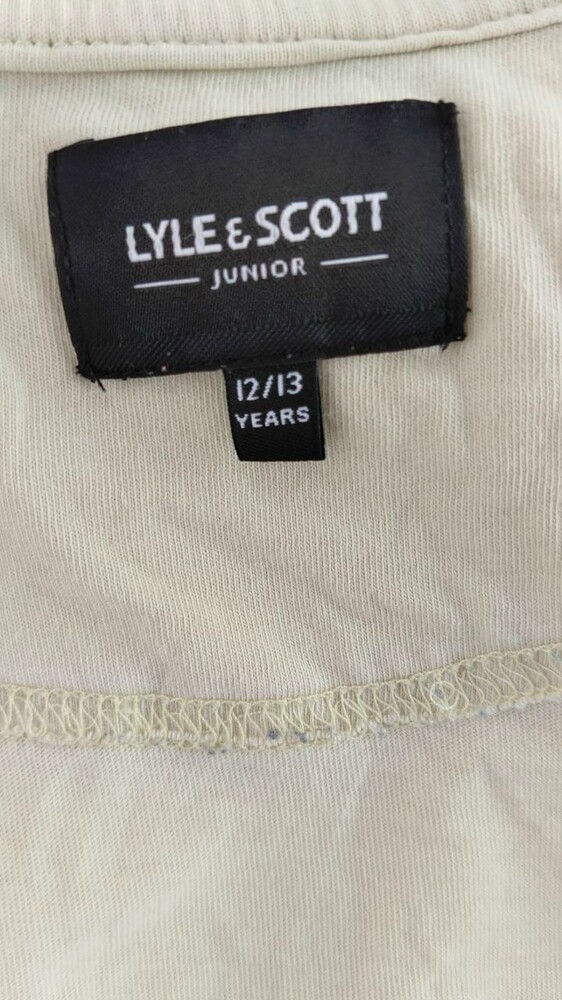 LYLE & SCOTT
JUNIOR
12/13
YEARS